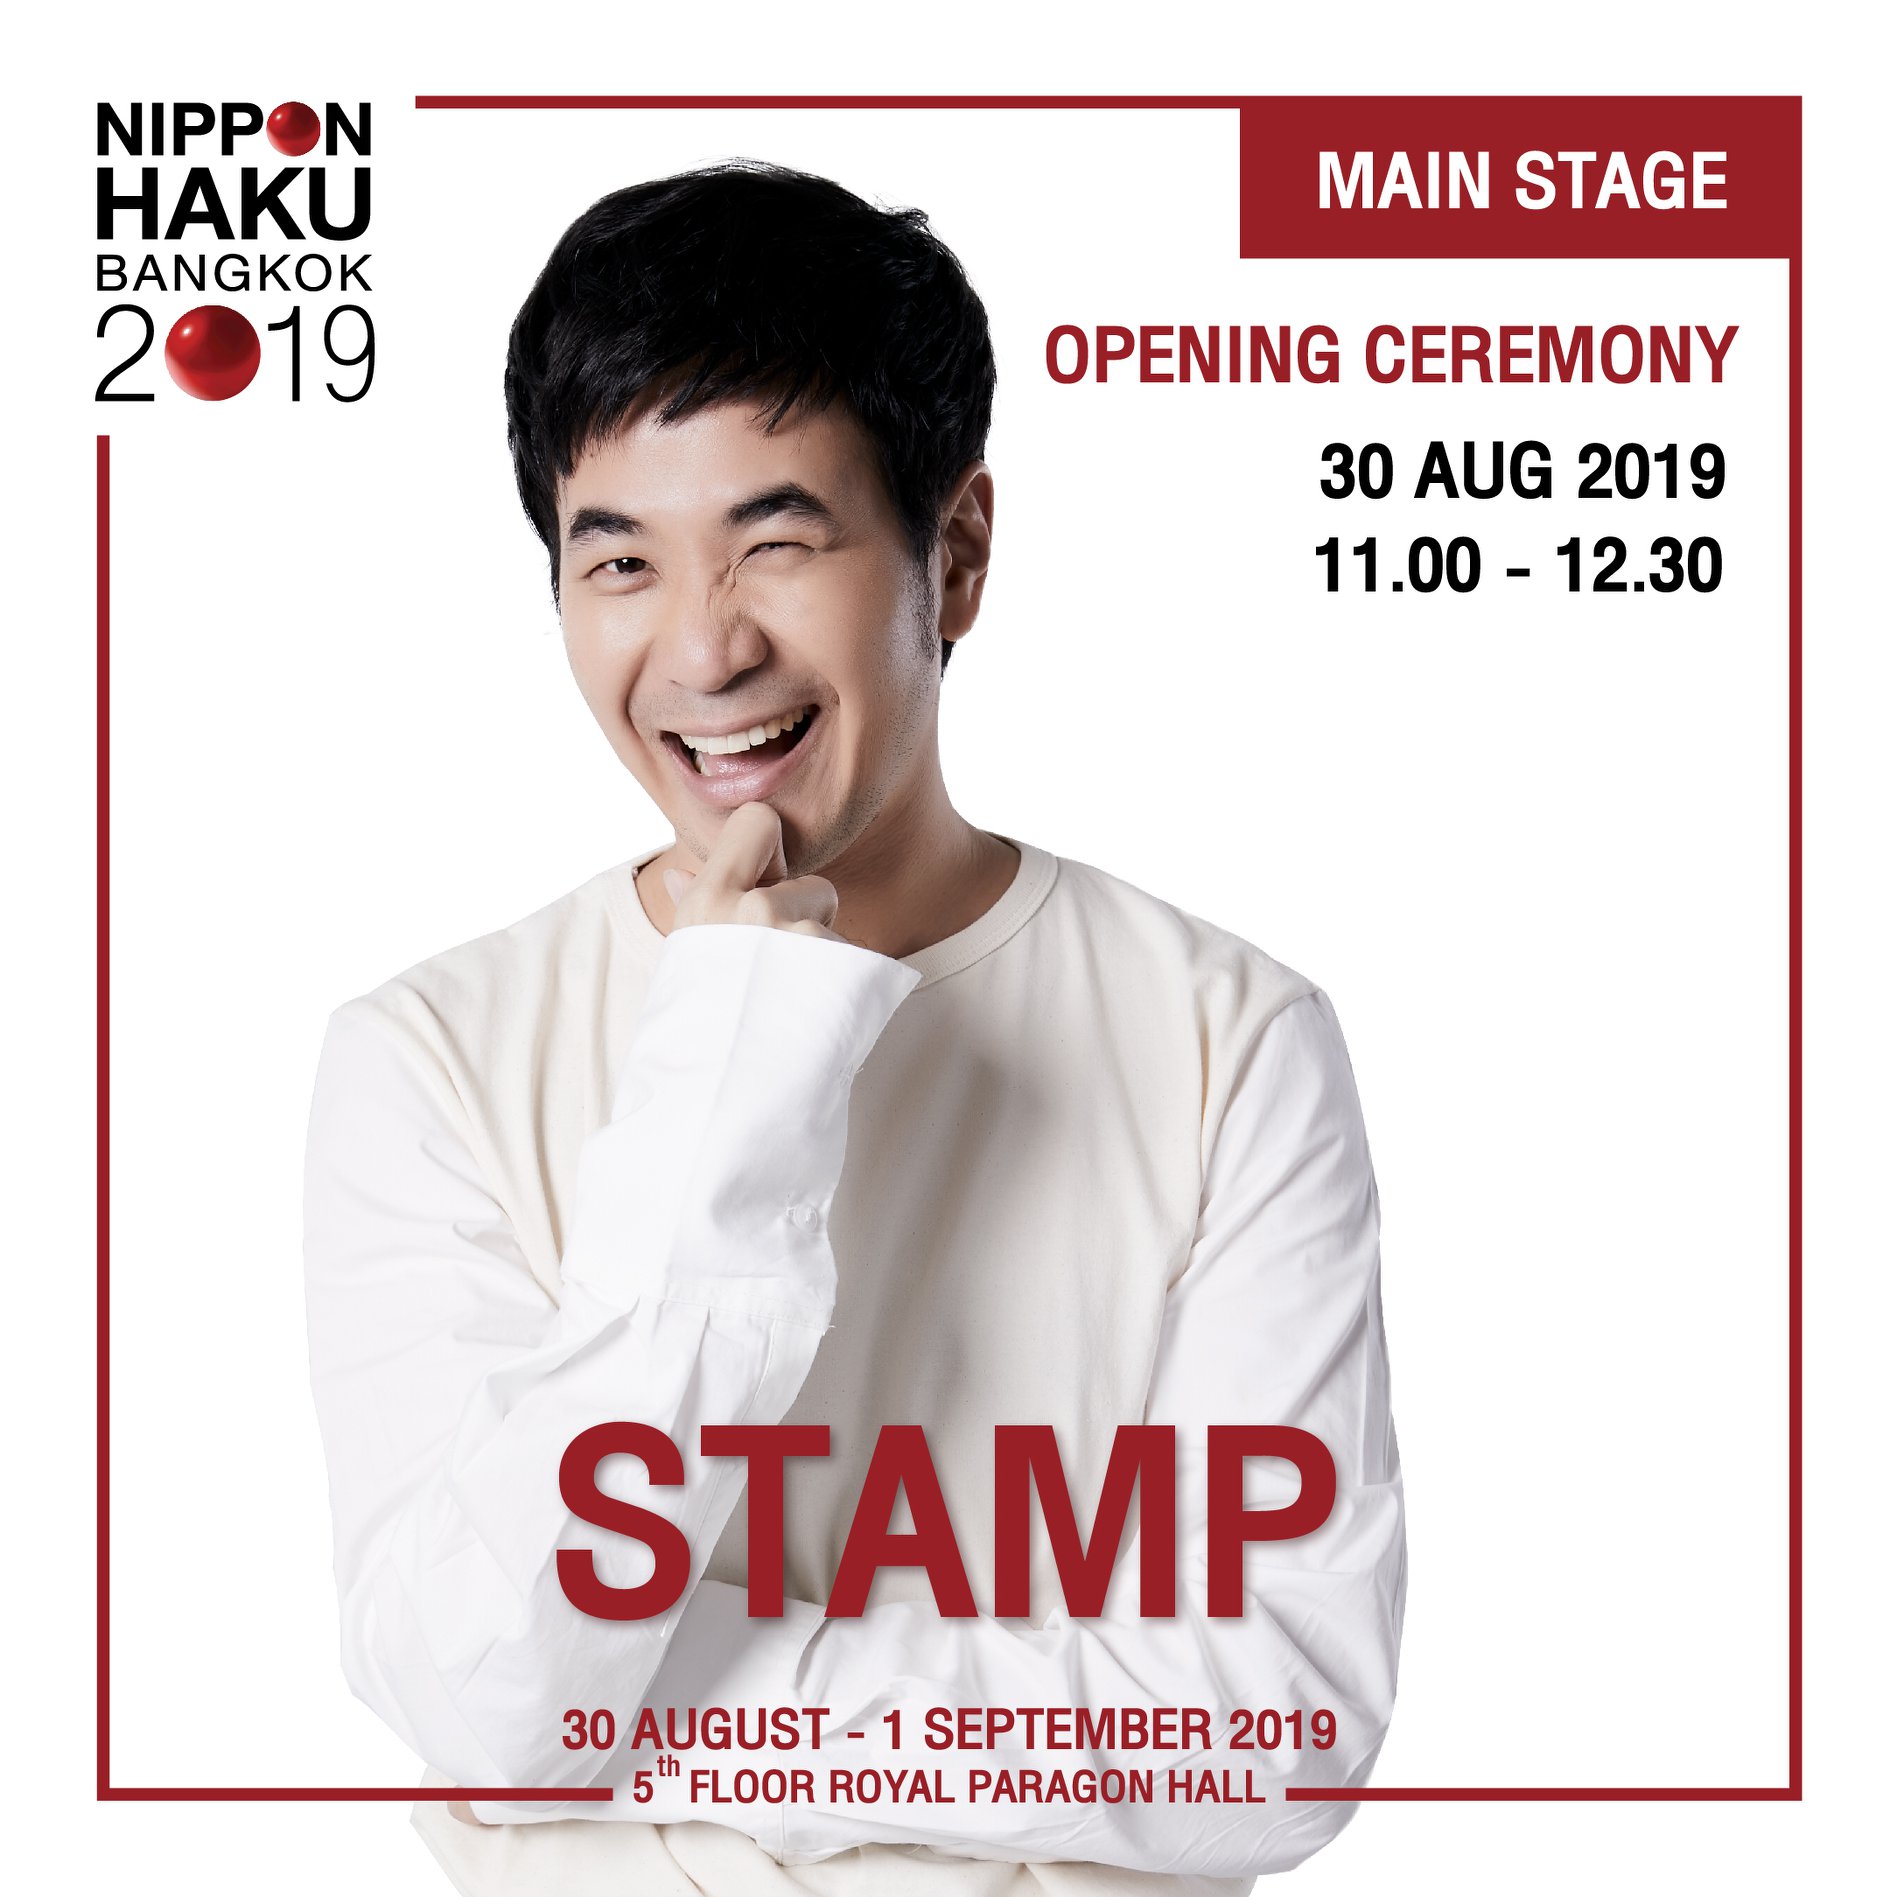 NIPPON
HAKU
BANGKOK
2019
MAIN STAGE
OPENING CEREMONY
30 AUG 2019
11.00 - 12.30
STAMP
30 AUGUST - 1 SEPTEMBER 2019
5th FLOOR ROYAL PARAGON HALL